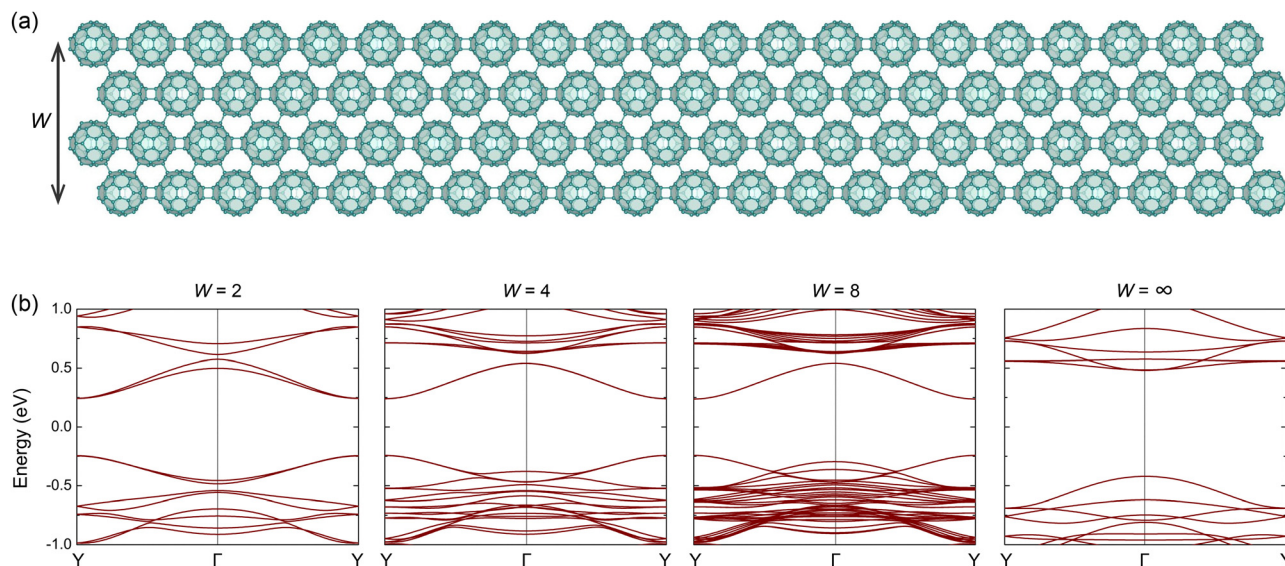 (a)
W
(b)
W = 2
W = 4
W = 8
W = ∞
Energy (eV)
1.0
0.5
0.0
-0.5
-1.0
Y Γ Y
Y Γ Y
Y Γ Y
Y Γ Y